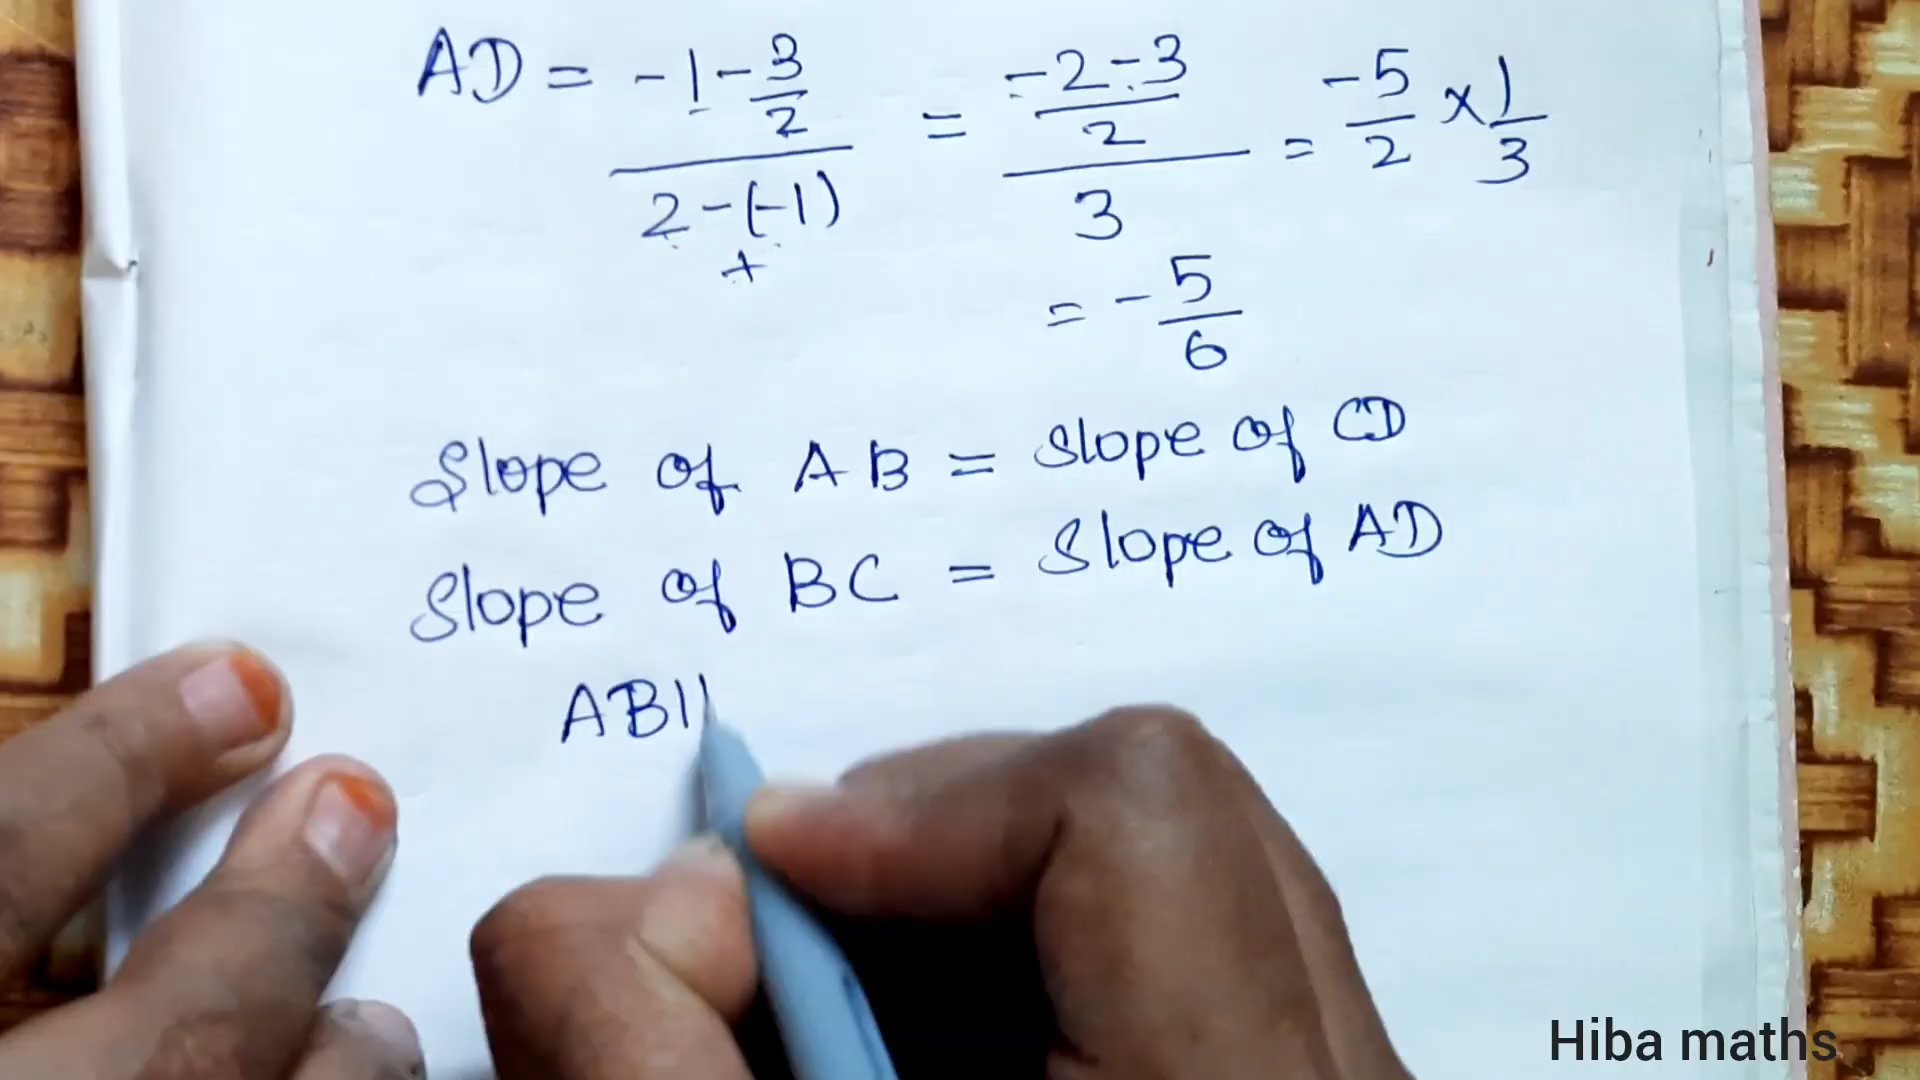 AD = (-1 - 3/2) / (2 - (-1)) = ((-2 - 3)/2) / 3 = -5/2 × 1/3
+
= -5/6
Slope of AB = Slope of CD
Slope of BC = Slope of AD
AB||
Hiba maths